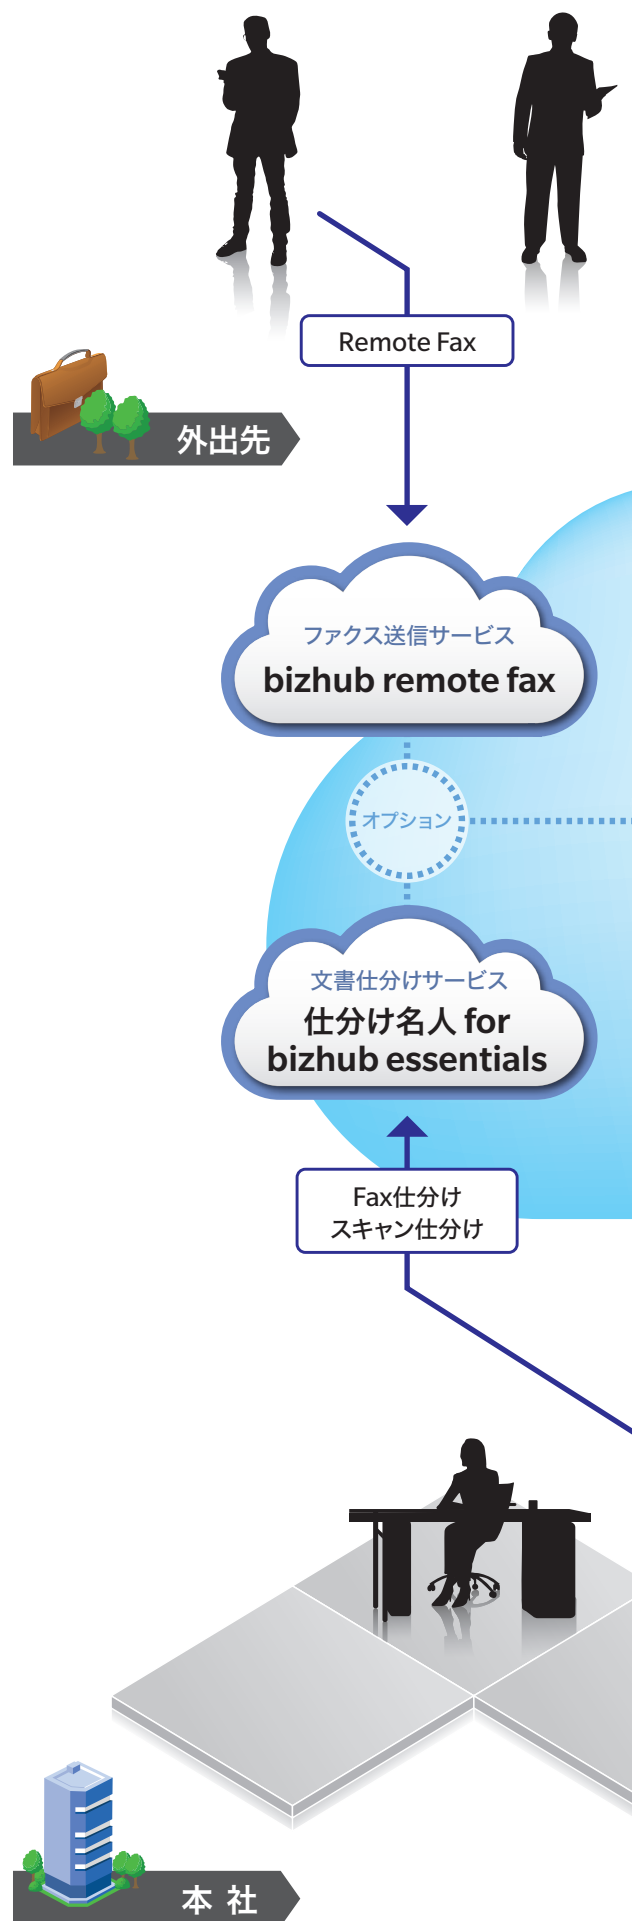 Remote Fax
外出先
ファクス送信サービス
bizhub remote fax
オプション
文書仕分けサービス
仕分け名人 for
bizhub essentials
Fax仕分け
スキャン仕分け
本 社